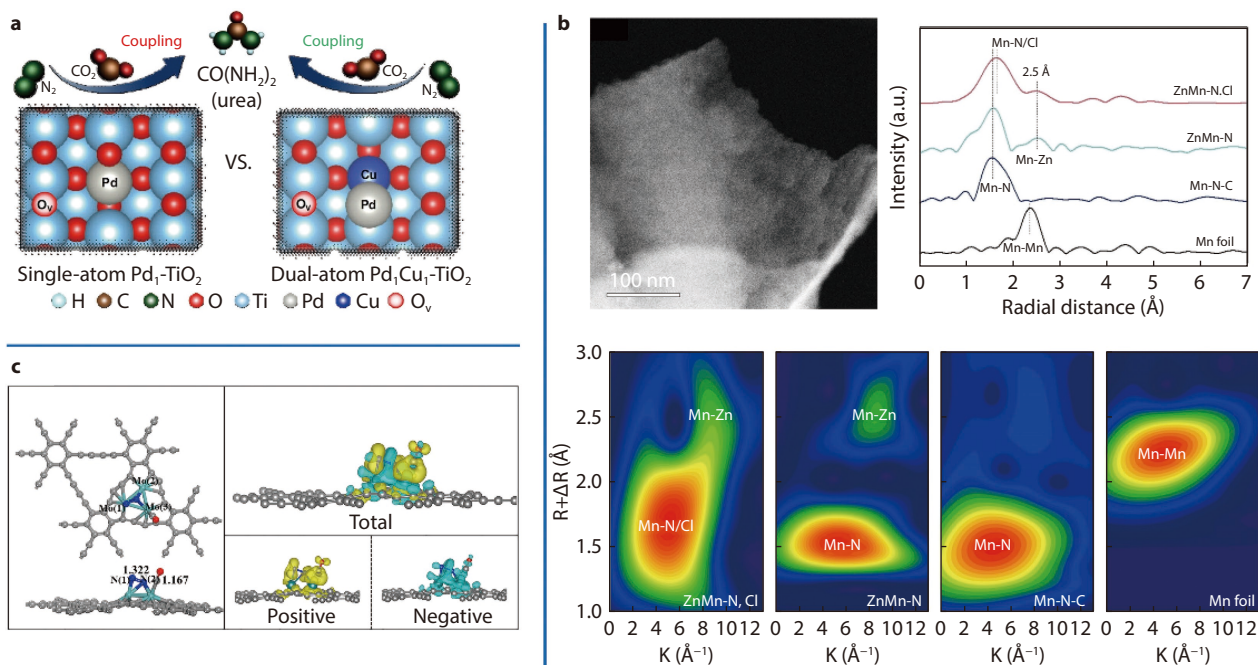 a
Coupling
Coupling
CO₂
N₂
CO(NH₂)₂
(urea)
CO₂
N₂
Pd
Oᵥ
VS.
Cu
Pd
Oᵥ
Single-atom Pd₁-TiO₂
Dual-atom Pd₁Cu₁-TiO₂
H C N O Ti Pd Cu Oᵥ
b
100 nm
Mn-N/Cl
2.5 Å
ZnMn-N.Cl
ZnMn-N
Mn-Zn
Mn-N
Mn-N-C
Mn-Mn
Mn foil
Intensity (a.u.)
0 1 2 3 4 5 6 7
Radial distance (Å)
3.0
2.5
2.0
1.5
1.0
R+ΔR (Å)
Mn-Zn
Mn-N/Cl
ZnMn-N, Cl
Mn-Zn
Mn-N
ZnMn-N
Mn-N
Mn-N-C
Mn-Mn
Mn foil
0 2 4 6 8 10 12
0 2 4 6 8 10 12
0 2 4 6 8 10 12
0 2 4 6 8 10 12
K (Å⁻¹)
K (Å⁻¹)
K (Å⁻¹)
K (Å⁻¹)
c
Mo(2)
Mo(1)
Mo(3)
1.322
N(1) N(2) 1.167
Total
Positive
Negative